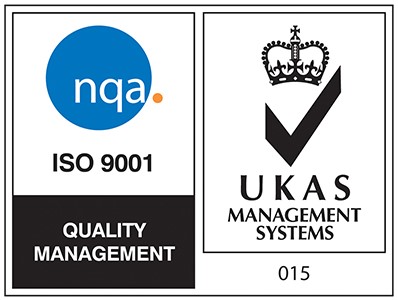 nqa.
ISO 9001
QUALITY
MANAGEMENT
UKAS
MANAGEMENT
SYSTEMS
015